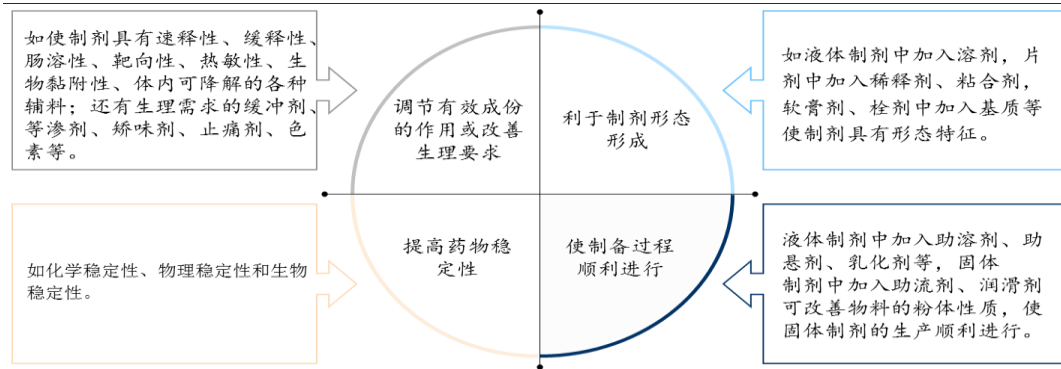 如使制剂具有速释性、缓释性、
肠溶性、靶向性、热敏性、生
物黏附性、体内可降解的各种
辅料；还有生理需求的缓冲剂、
等渗剂、矫味剂、止痛剂、色
素等。
调节有效成份
的作用或改善
生理要求
利于制剂形态
形成
如液体制剂中加入溶剂，片
剂中加入稀释剂、粘合剂，
软膏剂、栓剂中加入基质等
使制剂具有形态特征。
如化学稳定性、物理稳定性和生物
稳定性。
提高药物稳
定性
使制备过程
顺利进行
液体制剂中加入助溶剂、助
悬剂、乳化剂等，固体
制剂中加入助流剂、润滑剂
可改善物料的粉体性质，使
固体制剂的生产顺利进行。